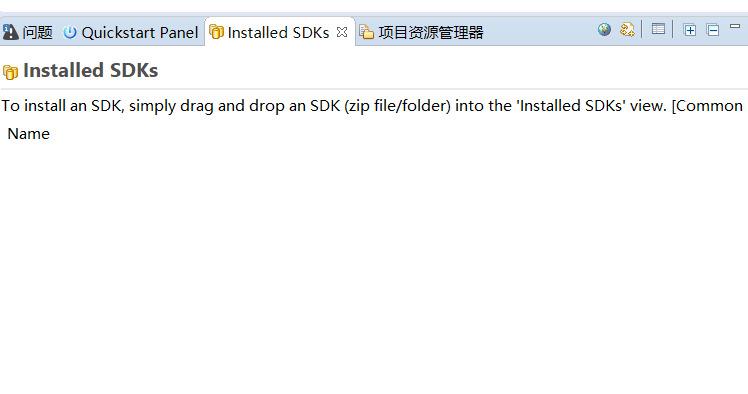 问题 Quickstart Panel Installed SDKs 项目资源管理器
Installed SDKs
To install an SDK, simply drag and drop an SDK (zip file/folder) into the 'Installed SDKs' view. [Common
Name